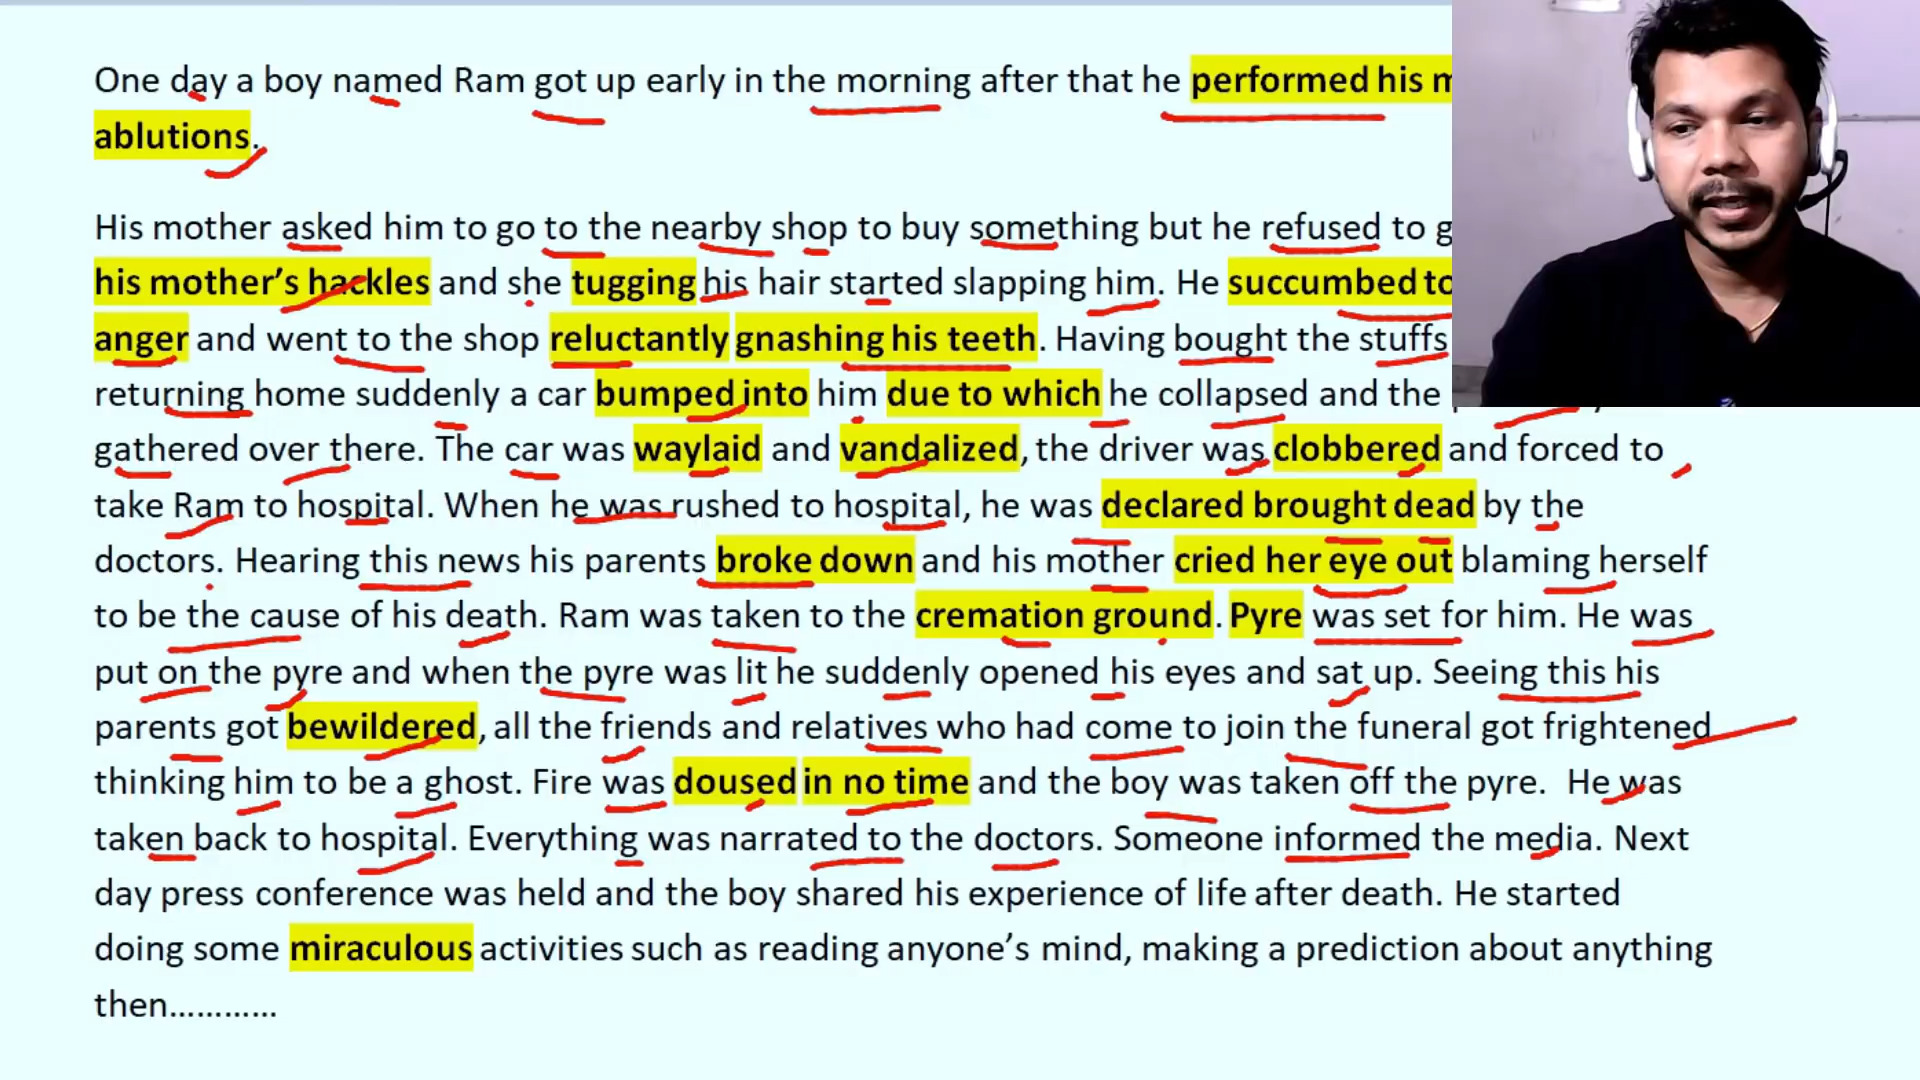 One day a boy named Ram got up early in the morning after that he performed his
ablutions.
His mother asked him to go to the nearby shop to buy something but he refused to
his mother's hackles and she tugging his hair started slapping him. He succumbed to
anger and went to the shop reluctantly gnashing his teeth. Having bought the stuffs
returning home suddenly a car bumped into him due to which he collapsed and the
gathered over there. The car was waylaid and vandalized, the driver was clobbered and forced to
take Ram to hospital. When he was rushed to hospital, he was declared brought dead by the
doctors. Hearing this news his parents broke down and his mother cried her eye out blaming herself
to be the cause of his death. Ram was taken to the cremation ground. Pyre was set for him. He was
put on the pyre and when the pyre was lit he suddenly opened his eyes and sat up. Seeing this his
parents got bewildered, all the friends and relatives who had come to join the funeral got frightened
thinking him to be a ghost. Fire was doused in no time and the boy was taken off the pyre.  He was
taken back to hospital. Everything was narrated to the doctors. Someone informed the media. Next
day press conference was held and the boy shared his experience of life after death. He started
doing some miraculous activities such as reading anyone's mind, making a prediction about anything
then............